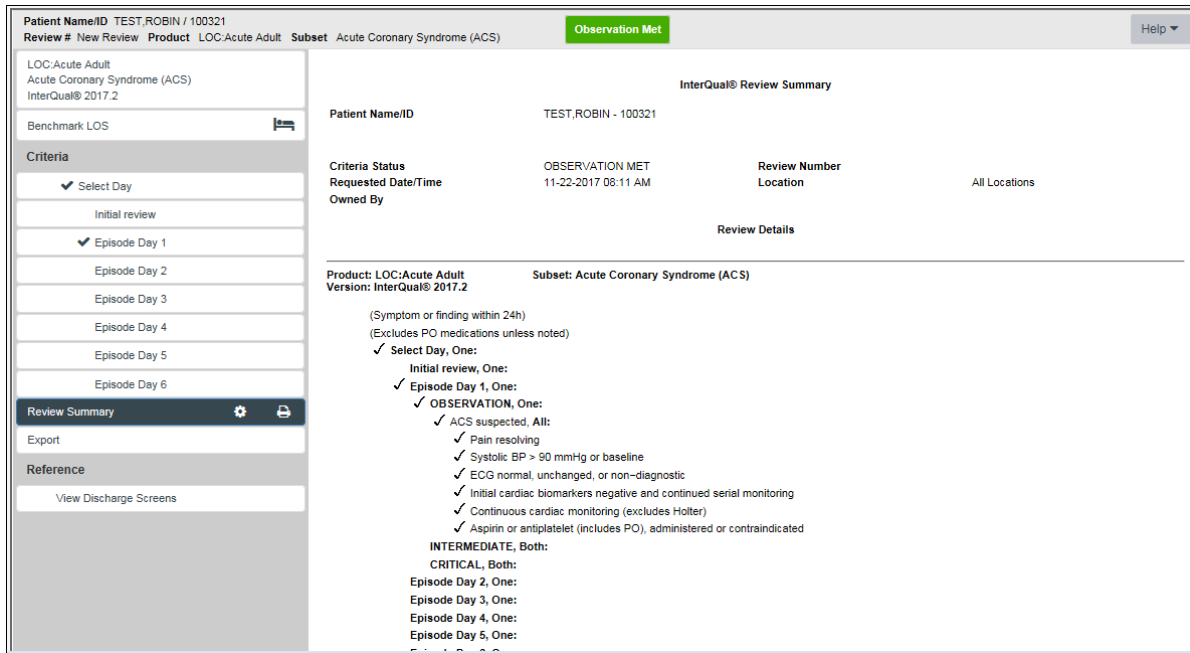 Patient Name/ID TEST,ROBIN / 100321
Review # New Review Product LOC:Acute Adult Subset Acute Coronary Syndrome (ACS)
Observation Met
Help
LOC:Acute Adult
Acute Coronary Syndrome (ACS)
InterQual® 2017.2
Benchmark LOS
Criteria
Select Day
Initial review
Episode Day 1
Episode Day 2
Episode Day 3
Episode Day 4
Episode Day 5
Episode Day 6
Review Summary
Export
Reference
View Discharge Screens
InterQual® Review Summary
Patient Name/ID TEST,ROBIN - 100321
Criteria Status OBSERVATION MET Review Number
Requested Date/Time 11-22-2017 08:11 AM Location All Locations
Owned By
Review Details
Product: LOC:Acute Adult Subset: Acute Coronary Syndrome (ACS)
Version: InterQual® 2017.2
(Symptom or finding within 24h)
(Excludes PO medications unless noted)
✓ Select Day, One:
Initial review, One:
✓ Episode Day 1, One:
✓ OBSERVATION, One:
✓ ACS suspected, All:
✓ Pain resolving
✓ Systolic BP > 90 mmHg or baseline
✓ ECG normal, unchanged, or non-diagnostic
✓ Initial cardiac biomarkers negative and continued serial monitoring
✓ Continuous cardiac monitoring (excludes Holter)
✓ Aspirin or antiplatelet (includes PO), administered or contraindicated
INTERMEDIATE, Both:
CRITICAL, Both:
Episode Day 2, One:
Episode Day 3, One:
Episode Day 4, One:
Episode Day 5, One: